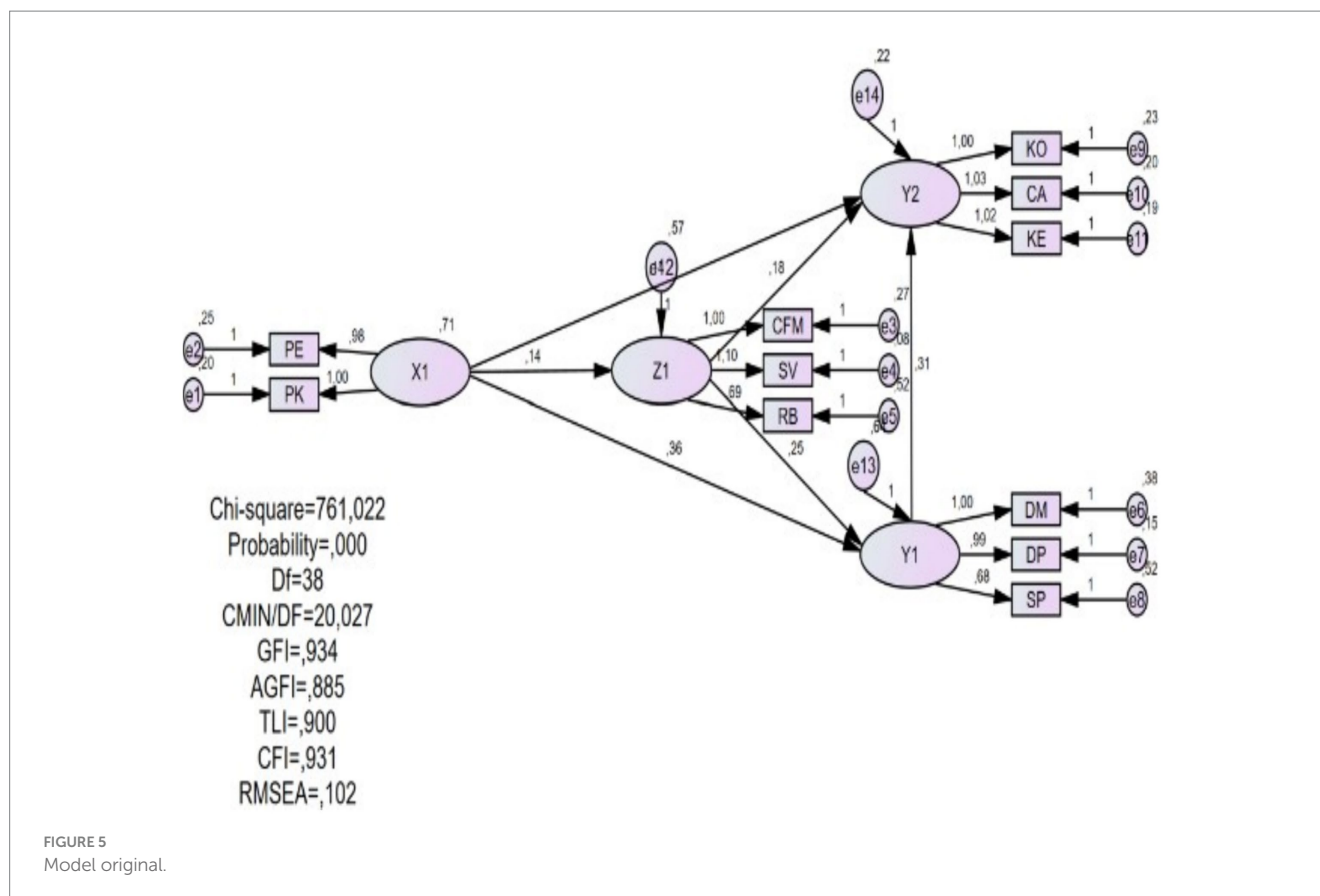 ,22
e14
1
,23
1,00
KO
1
e9
,20
Y2
1,03
CA
1
e10
,19
1,02
KE
1
e11
,57
,18
1
,27
1,00
CFM
1
e3
,08
,25
1
PE
,98
,71
X1
,14
Z1
1,10
SV
1
e4
,52
,31
e2
,20
1
PK
1,00
e1
,69
RB
1
e5
,36
,25
e13
1
,38
1,00
DM
1
e6
,15
Y1
,99
DP
1
e7
,52
,68
SP
1
e8
Chi-square=761,022
Probability=,000
Df=38
CMIN/DF=20,027
GFI=,934
AGFI=,885
TLI=,900
CFI=,931
RMSEA=,102
FIGURE 5
Model original.